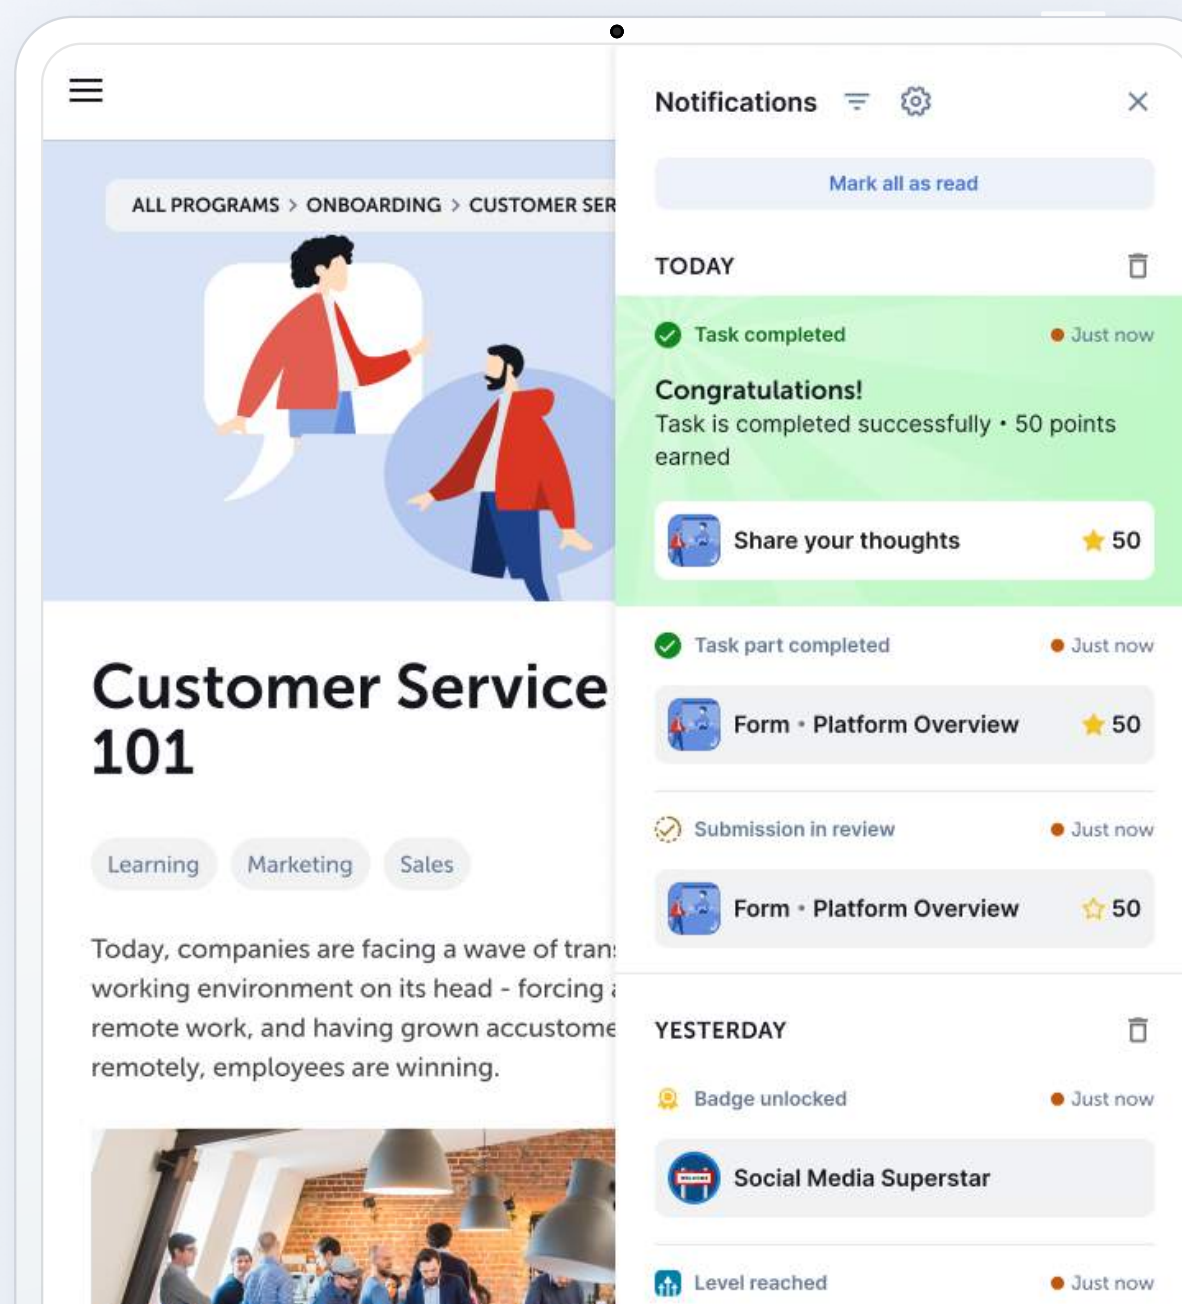 ALL PROGRAMS > ONBOARDING > CUSTOMER SER
Customer Service
101
Learning Marketing Sales
Today, companies are facing a wave of tran
working environment on its head - forcing
remote work, and having grown accustome
remotely, employees are winning.
Notifications
Mark all as read
TODAY
Task completed Just now
Congratulations!
Task is completed successfully • 50 points
earned
Share your thoughts 50
Task part completed Just now
Form • Platform Overview 50
Submission in review Just now
Form • Platform Overview 50
YESTERDAY
Badge unlocked Just now
WELCOME
Social Media Superstar
Level reached Just now